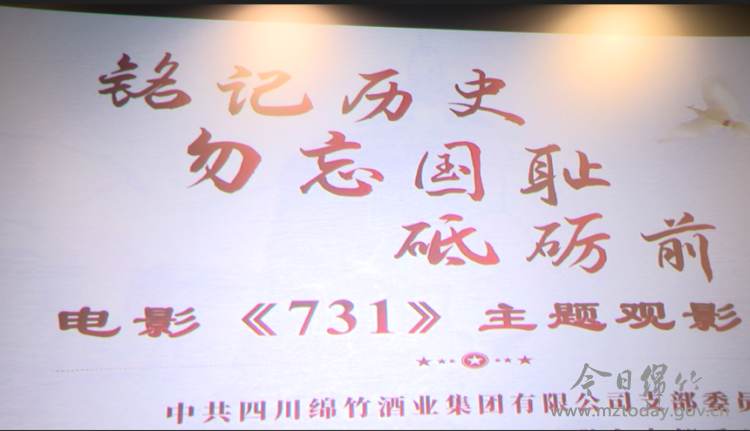 铭记历史
勿忘国耻
砥砺前
电影《731》主题观影
中共四川绵竹酒业集团有限公司支部委员
今日绵竹
www.mztoday.gov.cn